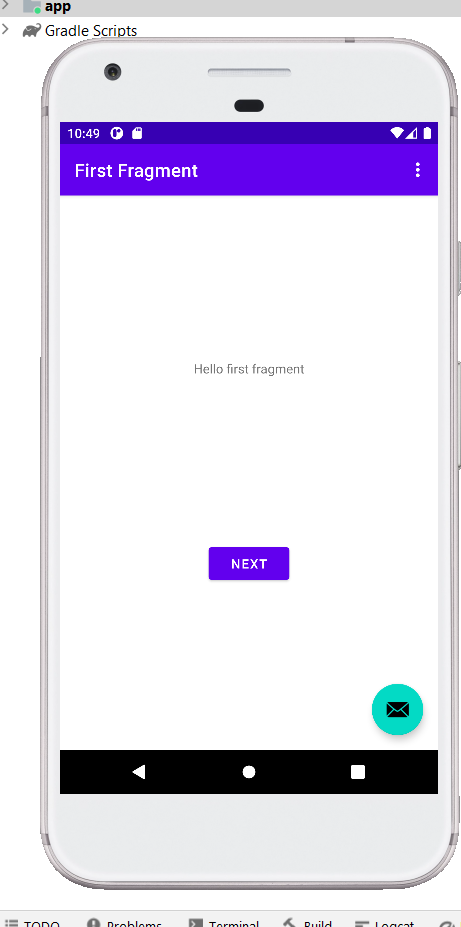 app
Gradle Scripts
10:49
First Fragment
Hello first fragment
NEXT
TODO Problems Terminal Build Logcat